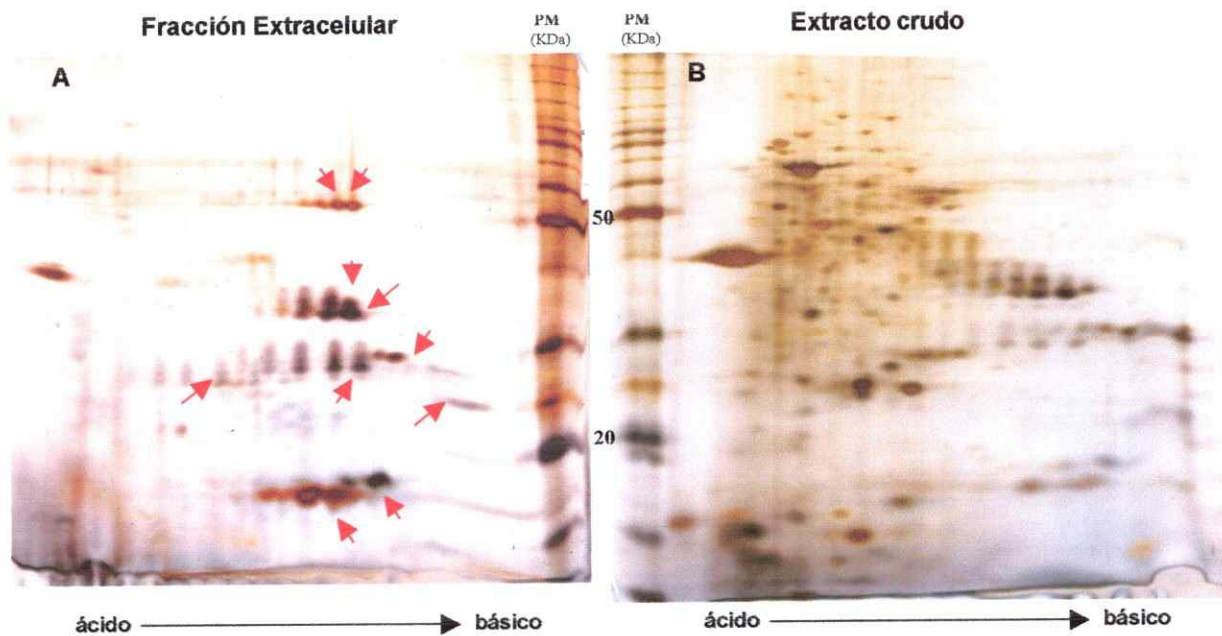 Fracción Extracelular
PM
(KDa)
PM
(KDa)
Extracto crudo
A
B
50
20
ácido
básico
ácido
básico